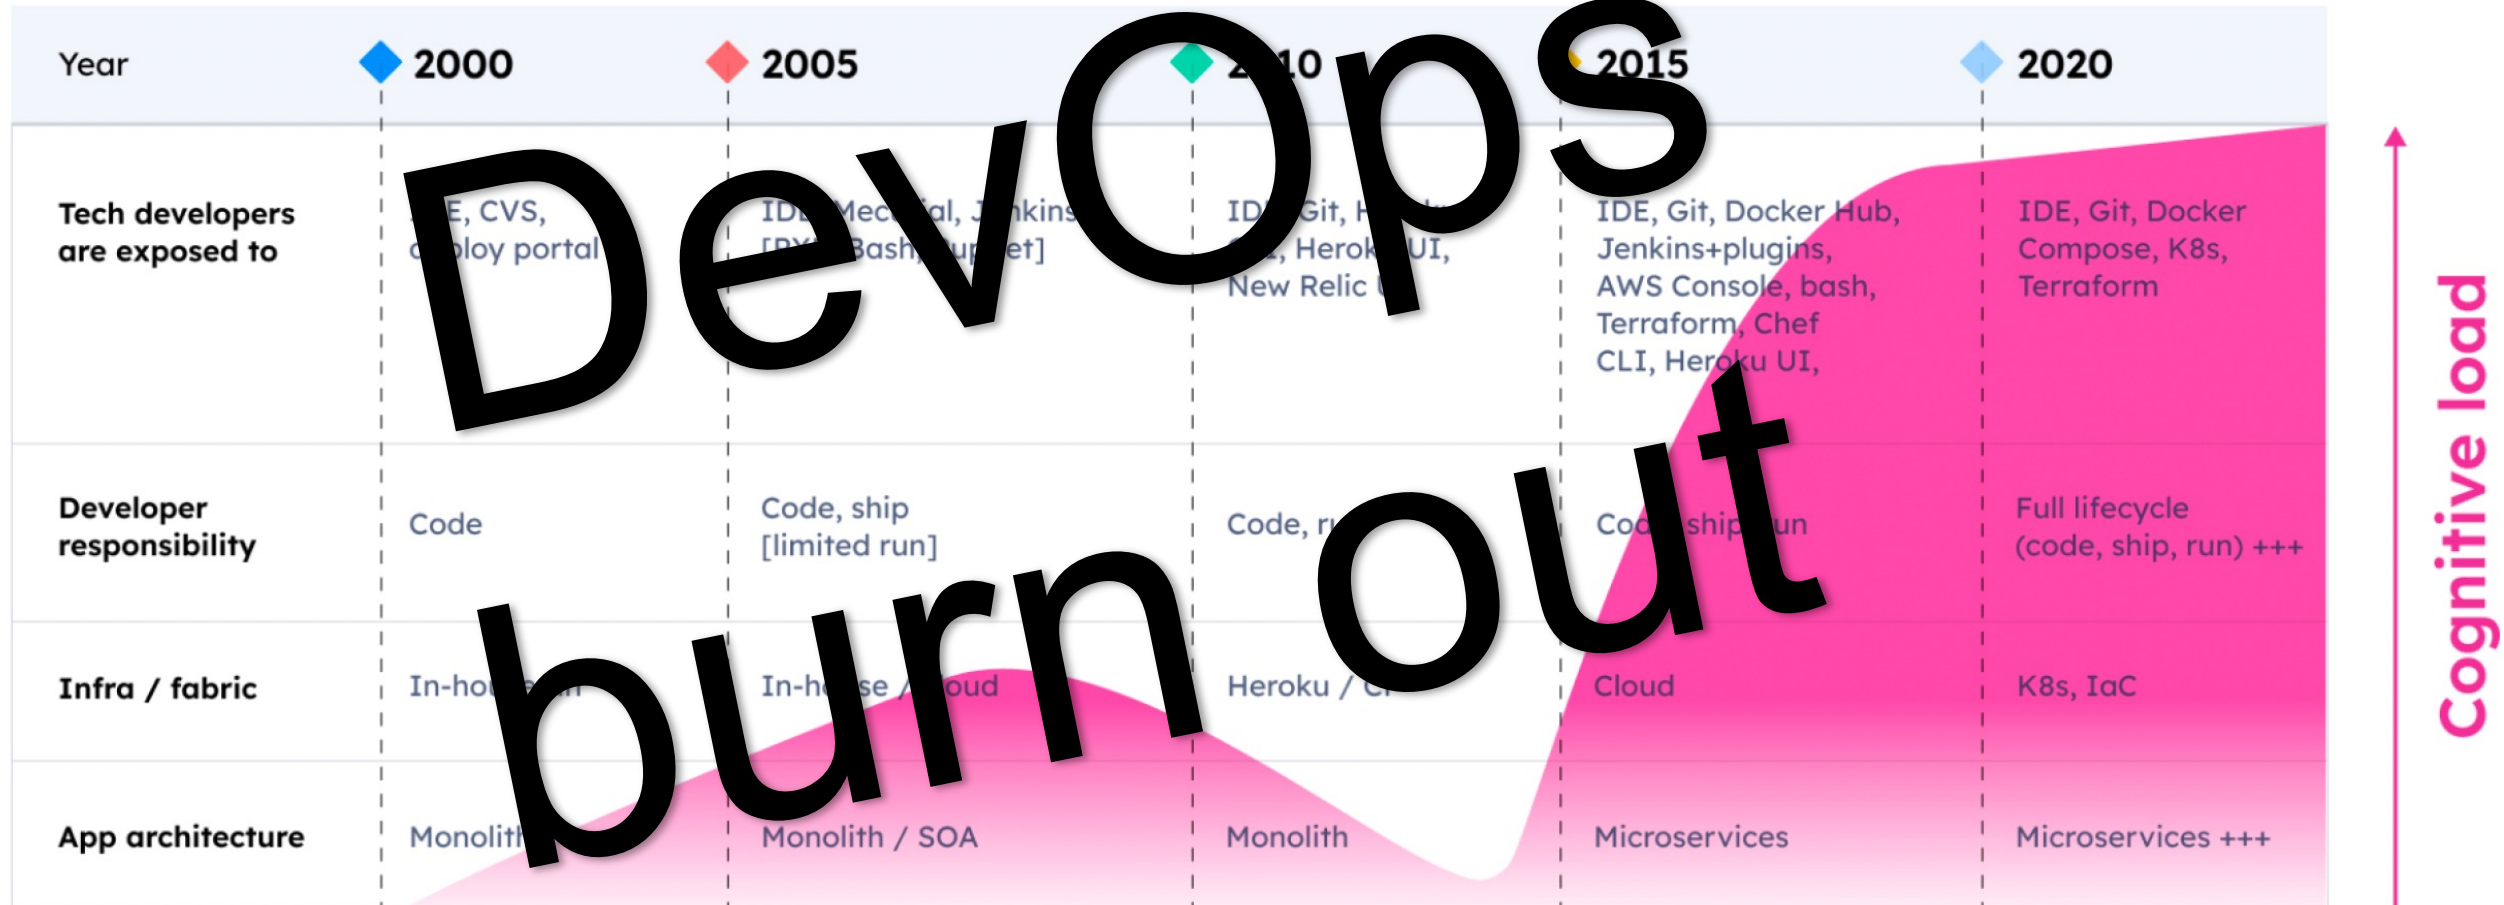 Year 2000 2005 2015 2020
DevOps
burn out
Tech developers
are exposed to
CVS,
portal
IDE, Git, Docker Hub,
Jenkins+plugins,
AWS Console, bash,
Terraform, Chef
CLI, Heroku UI,
New Relic
IDE, Git, Docker
Compose, K8s,
Terraform
Developer
responsibility
Code
Code, ship
[limited run]
Code,
ship
Full lifecycle
(code, ship, run) +++
Infra / fabric
Heroku /
Cloud
K8s, IaC
App architecture
Monolith
Monolith / SOA
Monolith
Microservices
Microservices +++
Cognitive load